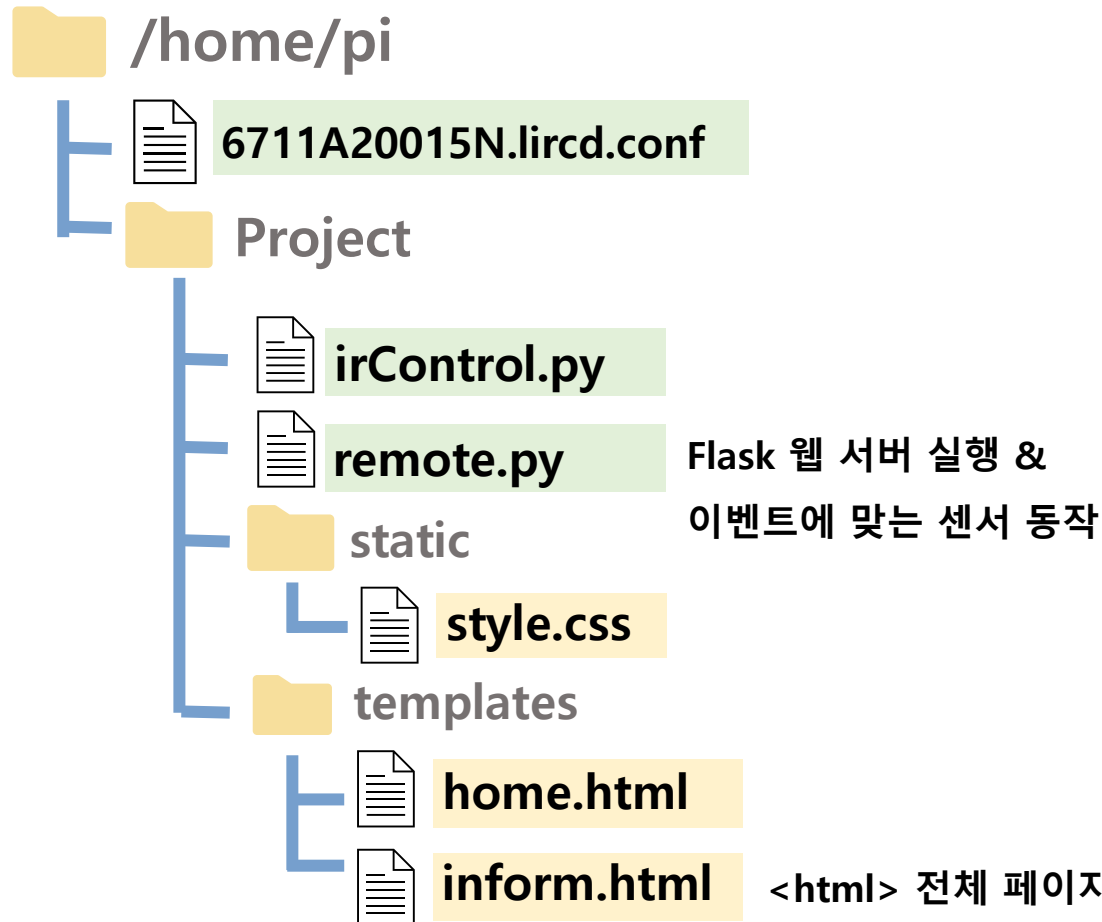 /home/pi
6711A20015N.lircd.conf
Project
irControl.py
remote.py
Flask 웹 서버 실행 &
이벤트에 맞는 센서 동작
static
style.css
templates
home.html
inform.html
<html> 전체 페이지